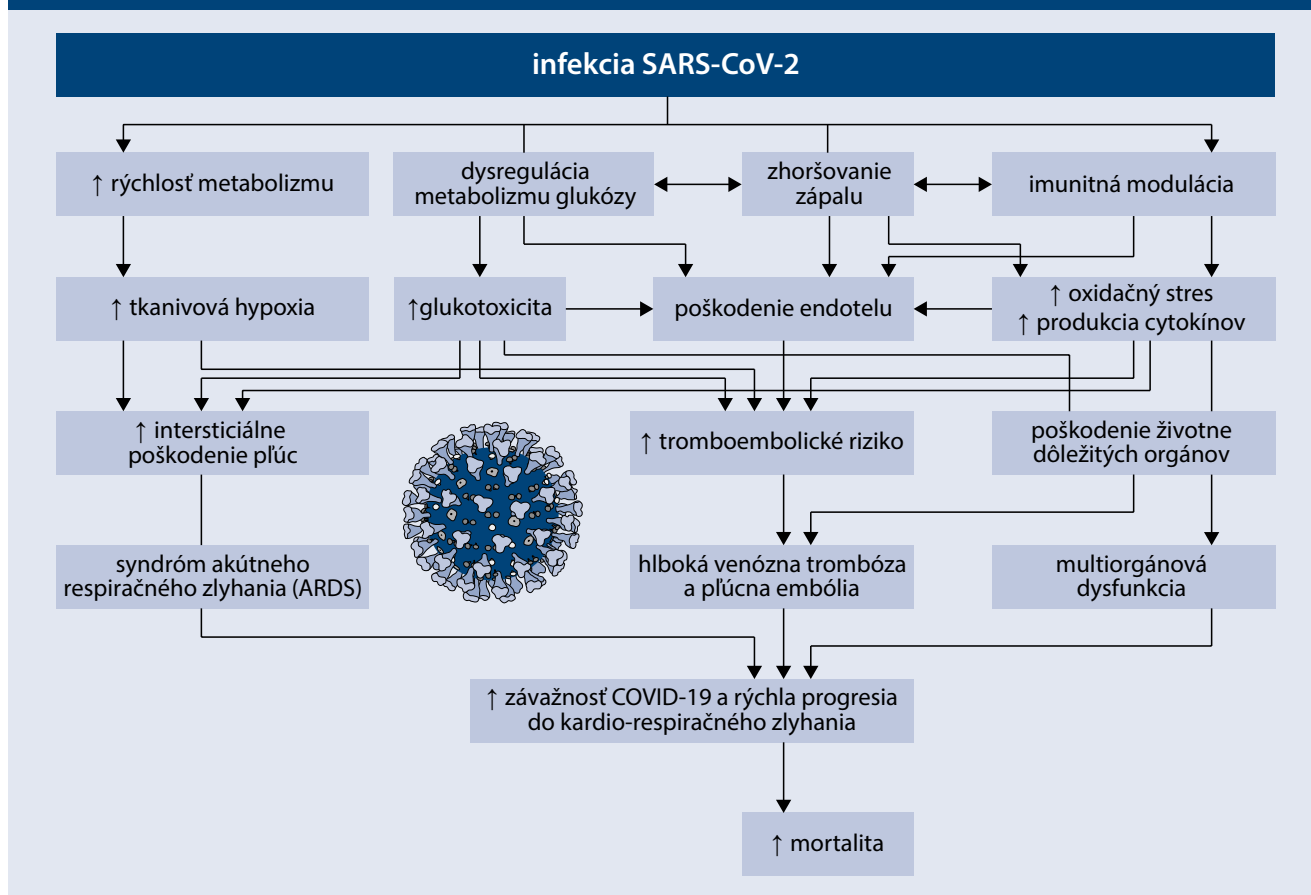 infekcia SARS-CoV-2
↑ rýchlosť metabolizmu
dysregulácia
metabolizmu glukózy
zhoršovanie
zápalu
imunitná modulácia
↑ tkanivová hypoxia
↑glukotoxicita
poškodenie endotelu
↑ oxidačný stres
↑ produkcia cytokínov
↑ intersticiálne
poškodenie pľúc
↑ tromboembolické riziko
poškodenie životne
dôležitých orgánov
syndróm akútneho
respiračného zlyhania (ARDS)
hlboká venózna trombóza
a pľúcna embólia
multiorgánová
dysfunkcia
↑ závažnosť COVID-19 a rýchla progresia
do kardio-respiračného zlyhania
↑ mortalita